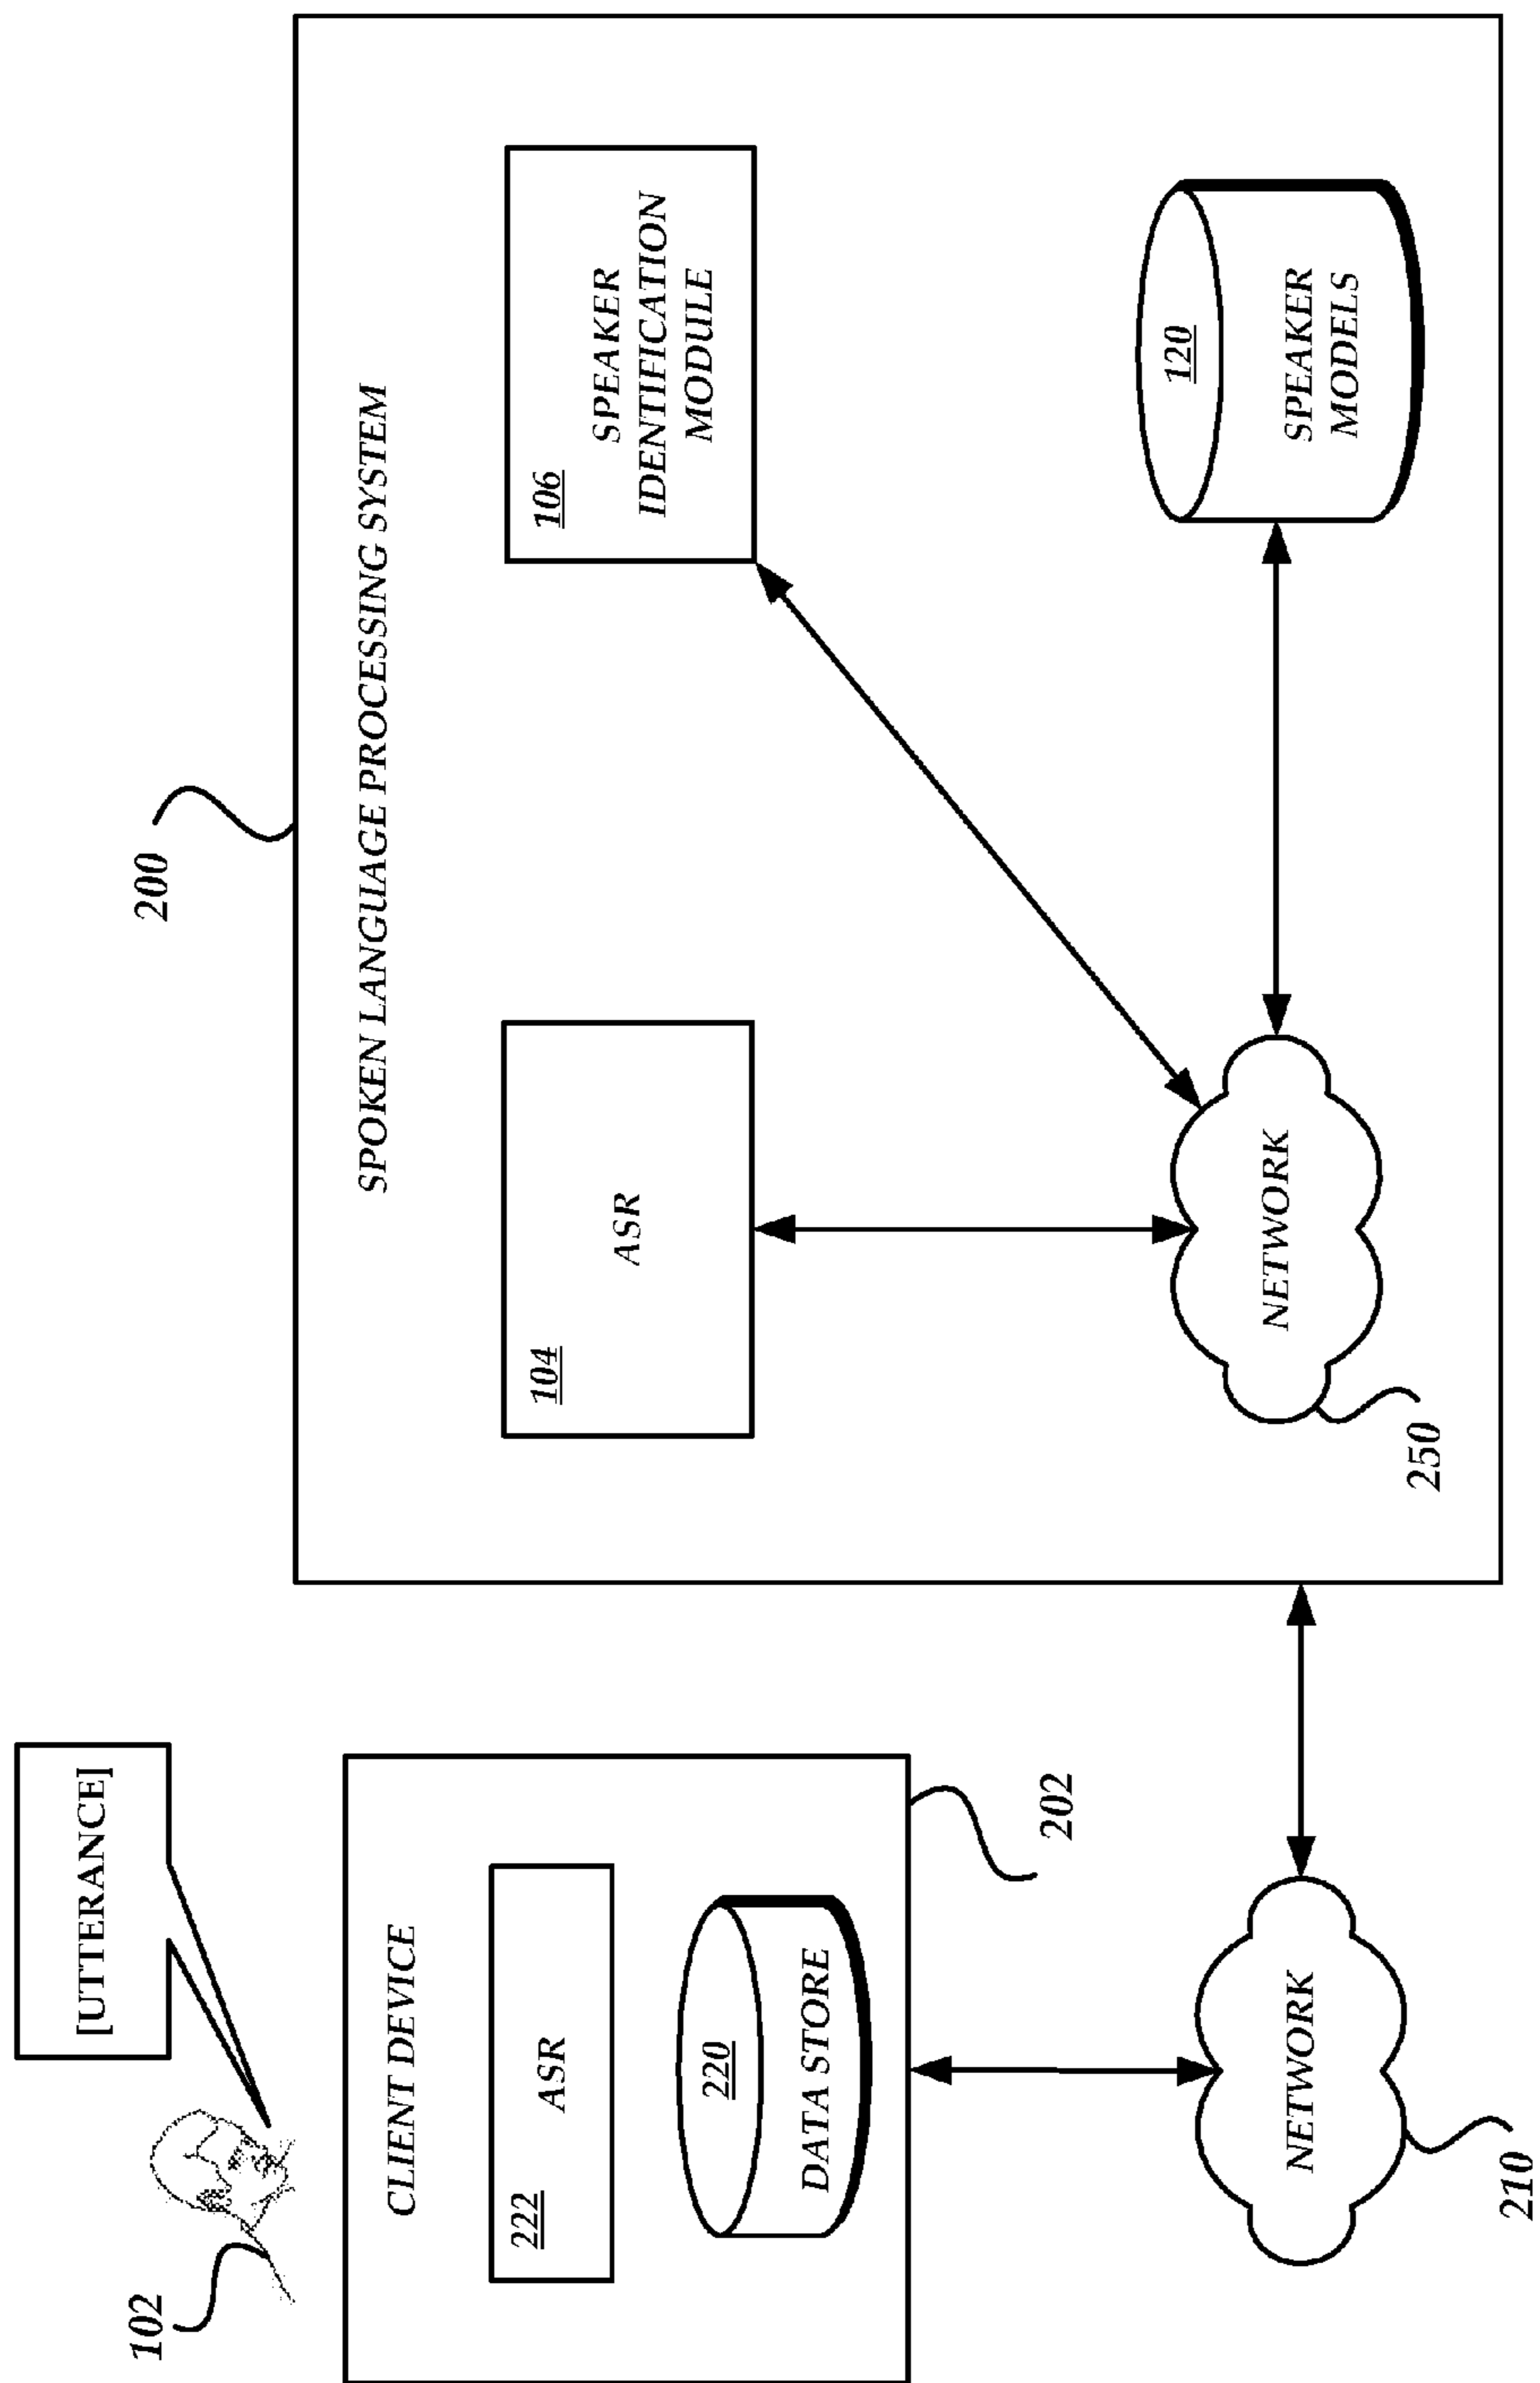 [UTTERANCE]
102
CLIENT DEVICE
222
ASR
220
DATA STORE
202
NETWORK
210
200
SPOKEN LANGUAGE PROCESSING SYSTEM
104
ASR
106
SPEAKER
IDENTIFICATION
MODULE
NETWORK
250
120
SPEAKER
MODELS